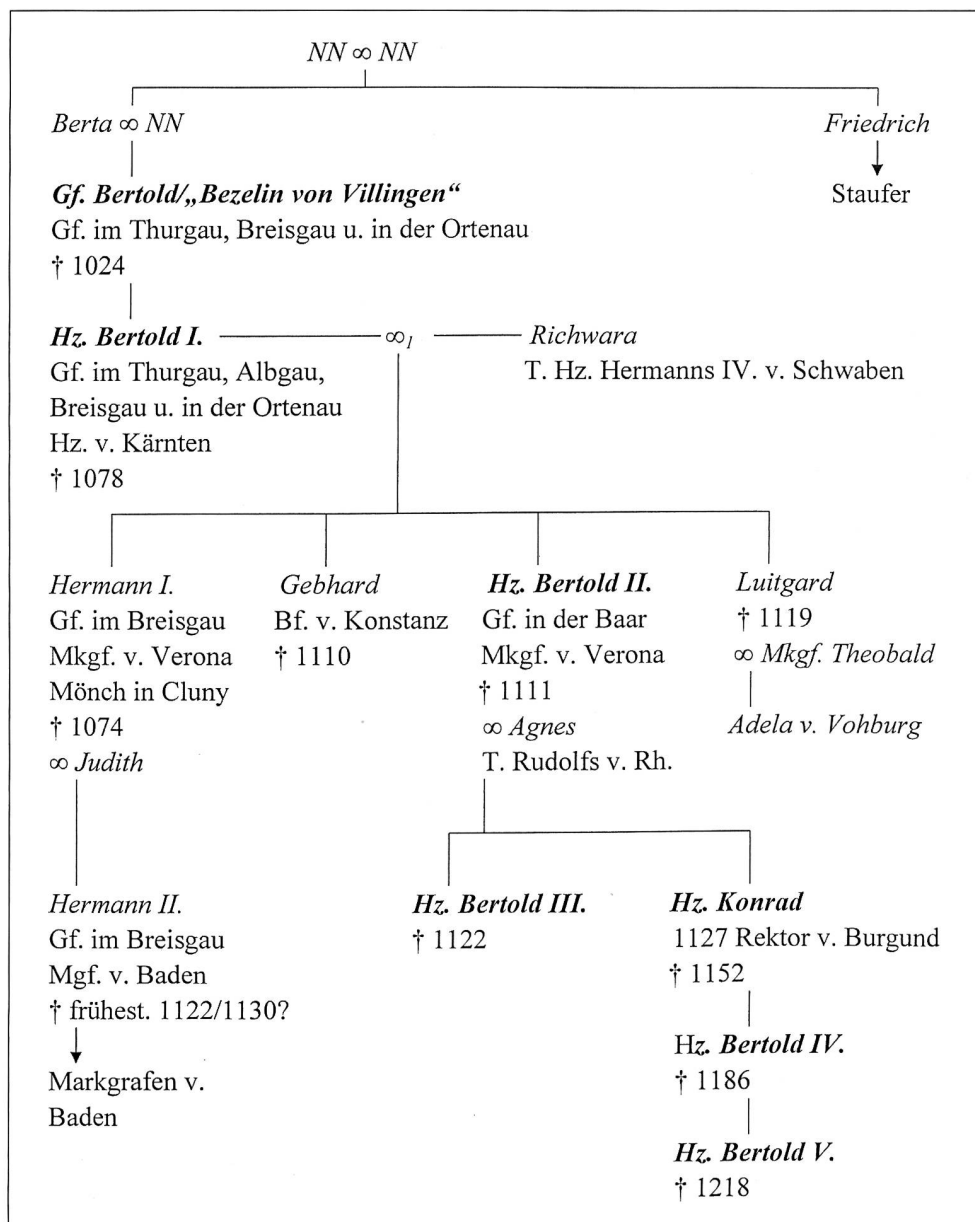 NN ∞ NN
Berta ∞ NN
Friedrich
Gf. Bertold/„Bezelin von Villingen“
Gf. im Thurgau, Breisgau u. in der Ortenau
† 1024
Staufer
Hz. Bertold I.
∞1
Richwara
Gf. im Thurgau, Albgau,
Breisgau u. in der Ortenau
Hz. v. Kärnten
† 1078
T. Hz. Hermanns IV. v. Schwaben
Hermann I.
Gf. im Breisgau
Mkgf. v. Verona
Mönch in Cluny
† 1074
∞ Judith
Gebhard
Bf. v. Konstanz
† 1110
Hz. Bertold II.
Gf. in der Baar
Mkgf. v. Verona
† 1111
∞ Agnes
T. Rudolfs v. Rh.
Luitgard
† 1119
∞ Mkgf. Theobald
Adela v. Vohburg
Hermann II.
Gf. im Breisgau
Mgf. v. Baden
† frühest. 1122/1130?
Markgrafen v.
Baden
Hz. Bertold III.
† 1122
Hz. Konrad
1127 Rektor v. Burgund
† 1152
Hz. Bertold IV.
† 1186
Hz. Bertold V.
† 1218